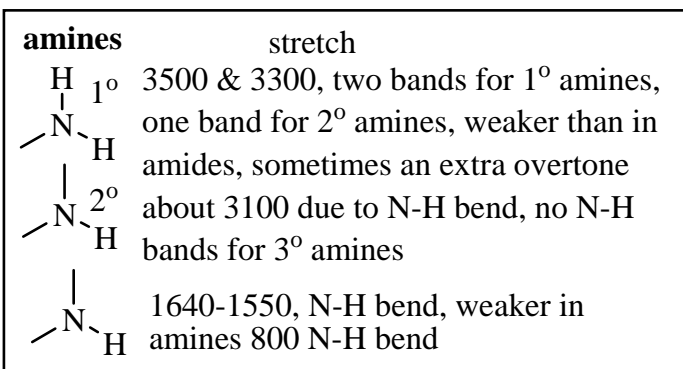 amines stretch
H 1º 3500 & 3300, two bands for 1º amines,
N H one band for 2º amines, weaker than in
amides, sometimes an extra overtone
N 2º H about 3100 due to N-H bend, no N-H
bands for 3º amines
N H 1640-1550, N-H bend, weaker in
amines 800 N-H bend